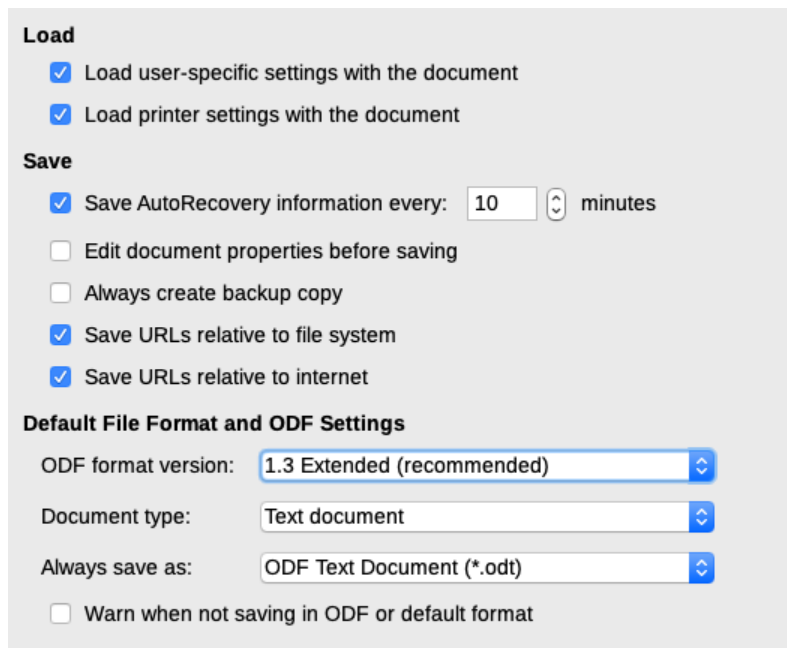 Load
Load user-specific settings with the document
Load printer settings with the document
Save
Save AutoRecovery information every: 10 minutes
Edit document properties before saving
Always create backup copy
Save URLs relative to file system
Save URLs relative to internet
Default File Format and ODF Settings
ODF format version: 1.3 Extended (recommended)
Document type: Text document
Always save as: ODF Text Document (*.odt)
Warn when not saving in ODF or default format